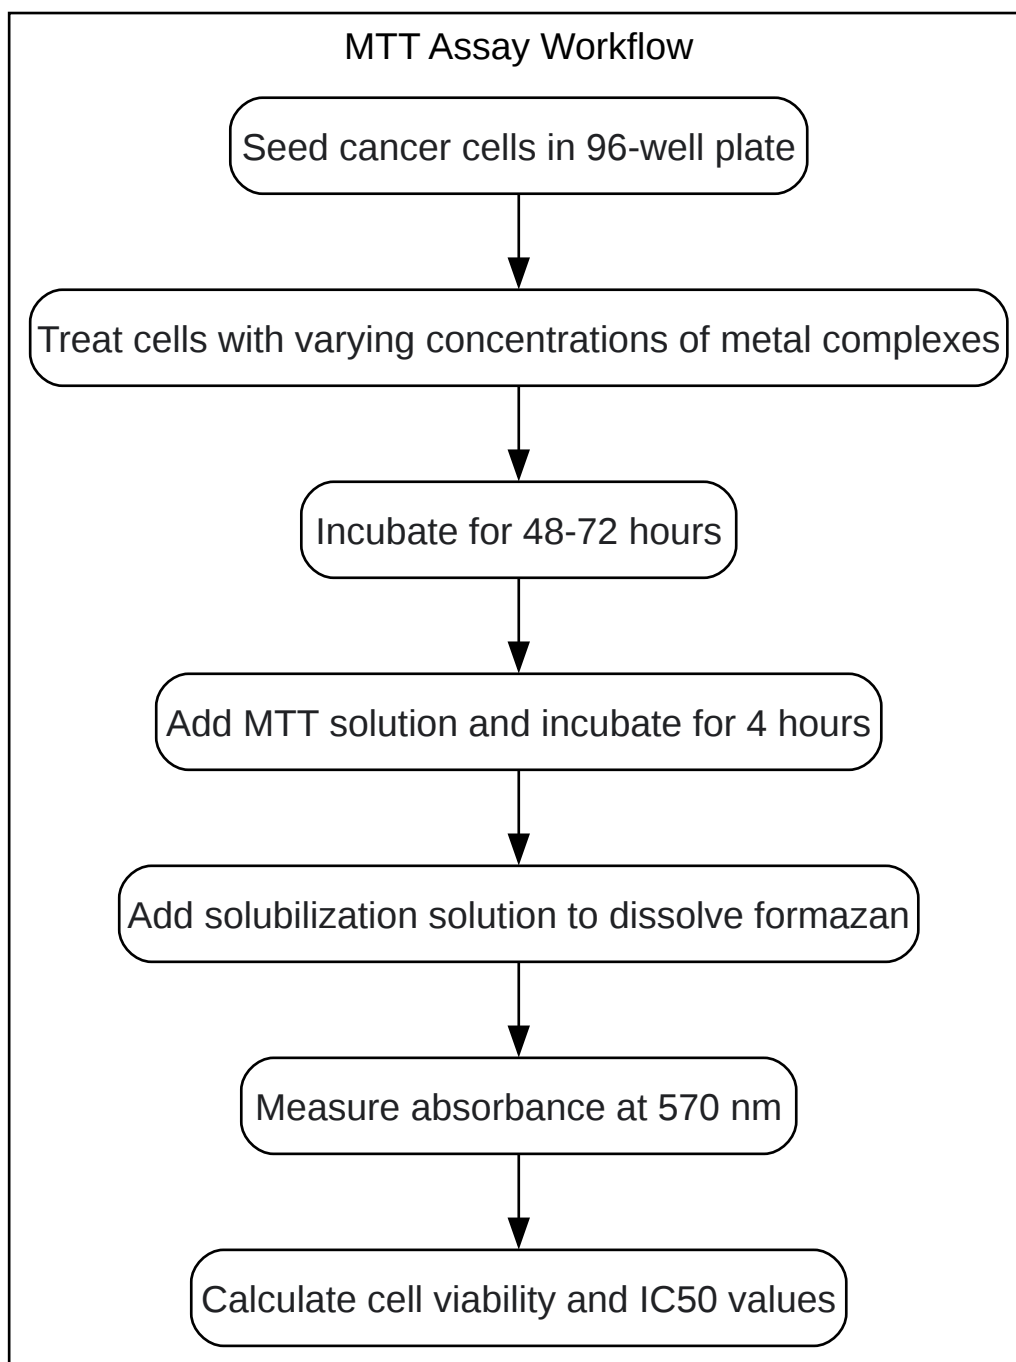 MTT Assay Workflow
Seed cancer cells in 96-well plate
Treat cells with varying concentrations of metal complexes
Incubate for 48-72 hours
Add MTT solution and incubate for 4 hours
Add solubilization solution to dissolve formazan
Measure absorbance at 570 nm
Calculate cell viability and IC50 values